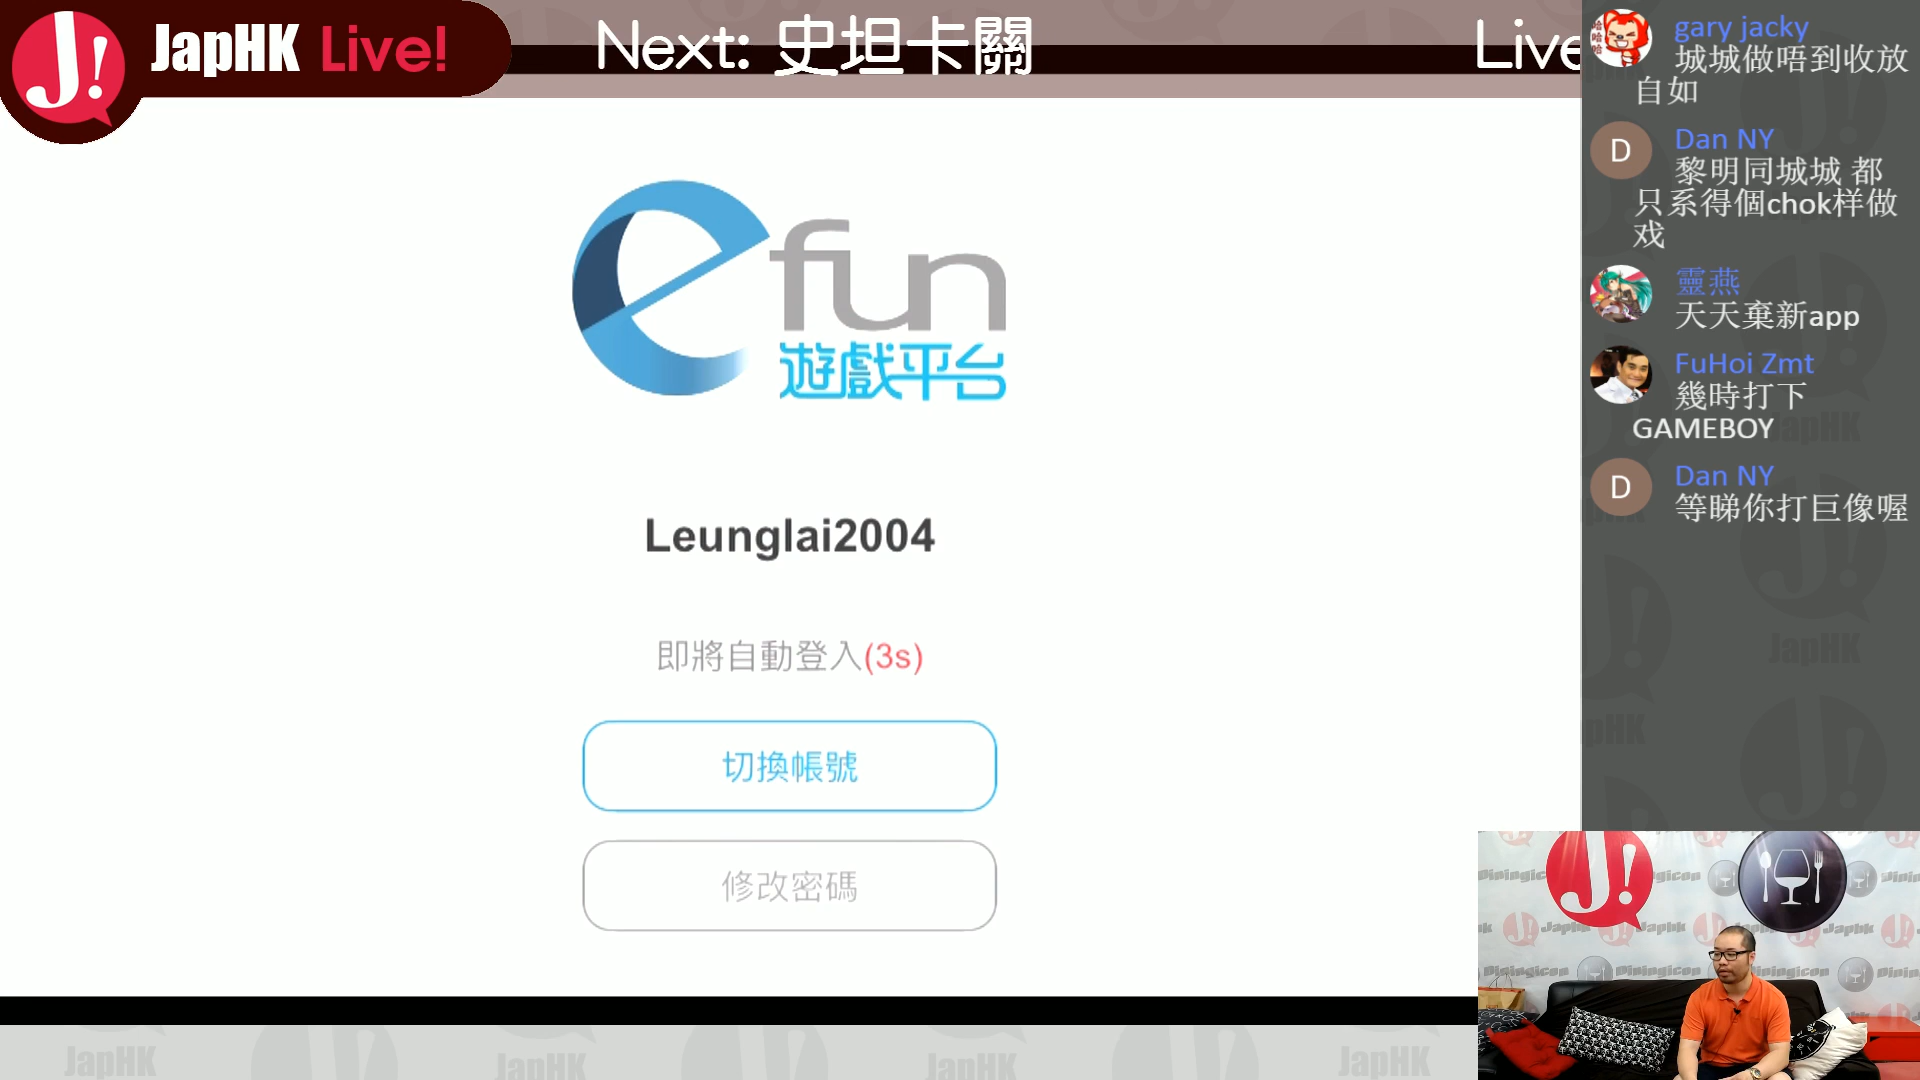 J! JapHK Live!
Next: 史坦卡關
Live
efun
遊戲平台
Leunglai2004
即將自動登入(3s)
切換帳號
修改密碼
gary jacky
城城做唔到收放
自如
D
Dan NY
黎明同城城 都
只系得個chok样做
戏
靈燕
天天棄新app
FuHoi Zmt
幾時打下
GAMEBOY
D
Dan NY
等睇你打巨像喔
JapHK
JapHK
JapHK
JapHK
JapHK
JapHK